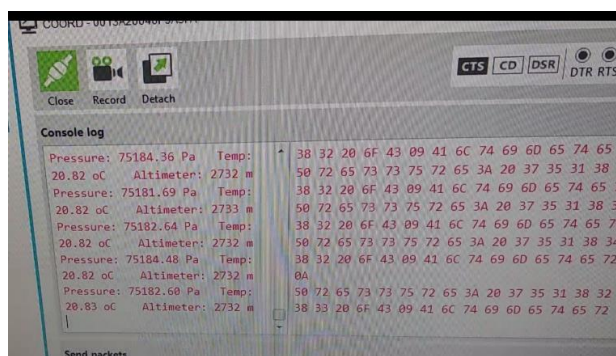 CTS CD DSR DTR RTS
Close Record Detach
Console log
Pressure: 75184.36 Pa Temp:
20.82 oC Altimeter: 2732 m
Pressure: 75181.69 Pa Temp:
20.82 oC Altimeter: 2733 m
Pressure: 75182.64 Pa Temp:
20.82 oC Altimeter: 2732 m
Pressure: 75184.48 Pa Temp:
20.82 oC Altimeter: 2732 m
Pressure: 75182.60 Pa Temp:
20.83 oC Altimeter: 2732 m
38 32 20 6F 43 09 41 6C 74 69 6D 65 74 65
50 72 65 73 73 75 72 65 3A 20 37 35 31 38
38 32 20 6F 43 09 41 6C 74 69 6D 65 74 65
50 72 65 73 73 75 72 65 3A 20 37 35 31 38
38 32 20 6F 43 09 41 6C 74 69 6D 65 74 65
50 72 65 73 73 75 72 65 3A 20 37 35 31 38 34
38 32 20 6F 43 09 41 6C 74 69 6D 65 74 65 72
0A
50 72 65 73 73 75 72 65 3A 20 37 35 31 38 32
38 33 20 6F 43 09 41 6C 74 69 6D 65 74 65 72
Send packets